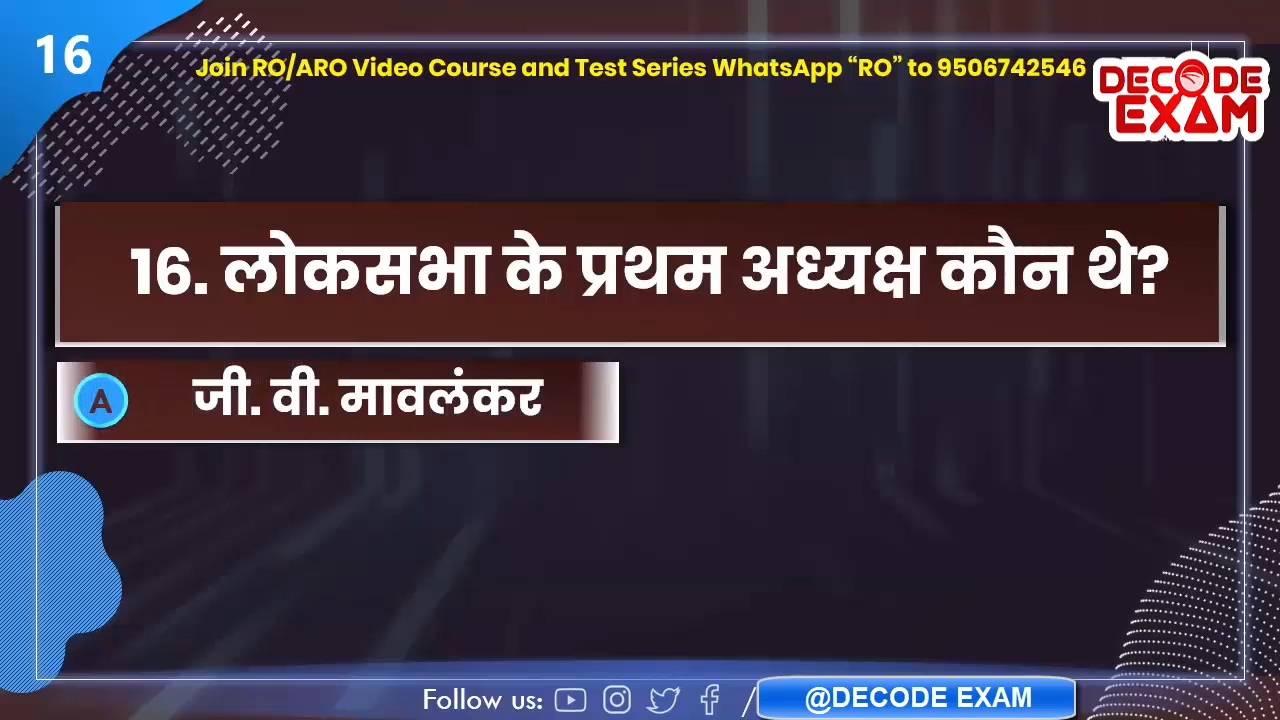 16
Join RO/ARO Video Course and Test Series WhatsApp “RO” to 9506742546
DECODE
EXAM
16. लोकसभा के प्रथम अध्यक्ष कौन थे?
A जी. वी. मावलंकर
Follow us: / @DECODE EXAM